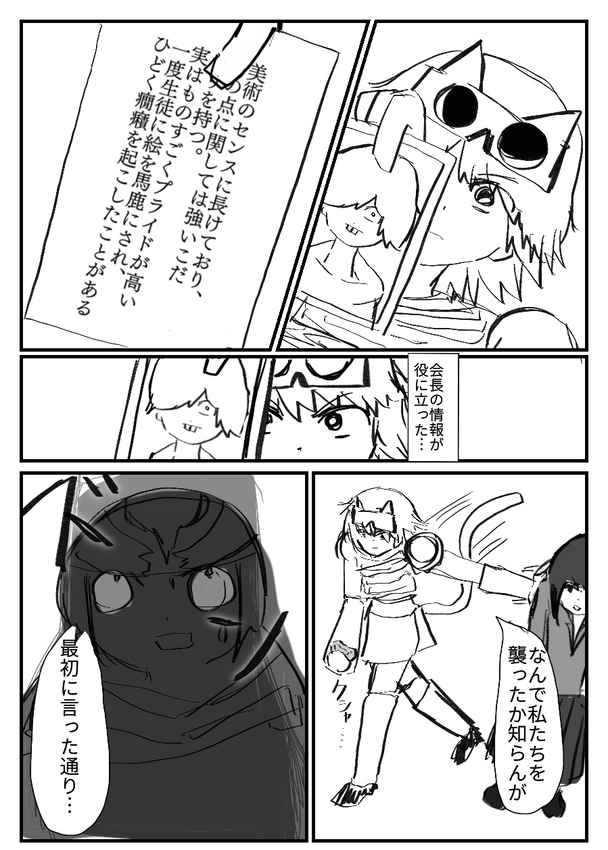 美術のセンスに長けており、
の点に関しては強いこだ
を持つ。
実はものすごくプライドが高い
一度生徒に絵を馬鹿にされ、
ひどく癇癪を起こしたことがある
会長の情報が
役に立った…
なんで私たちを
襲ったか知らんが
クシャ……
最初に言った通り…